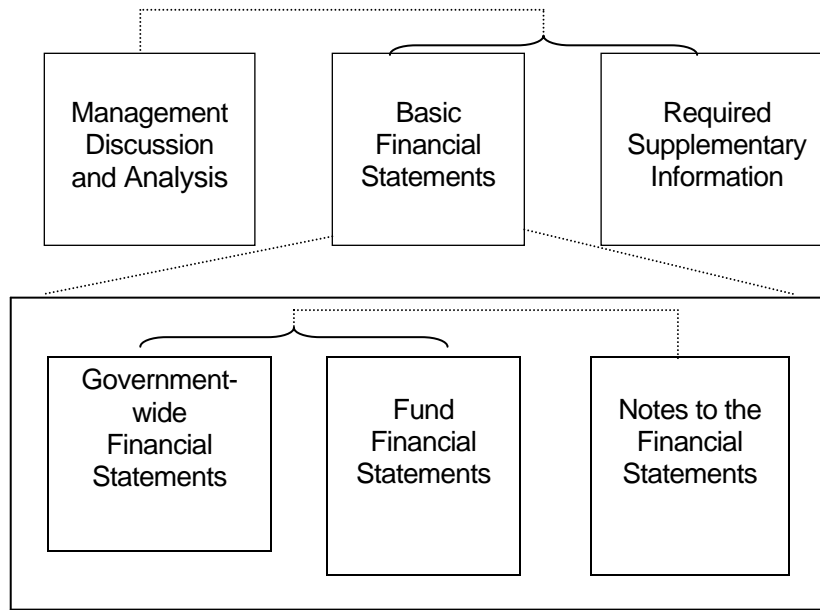 Management
Discussion
and Analysis
Basic
Financial
Statements
Required
Supplementary
Information
Government-
wide
Financial
Statements
Fund
Financial
Statements
Notes to the
Financial
Statements